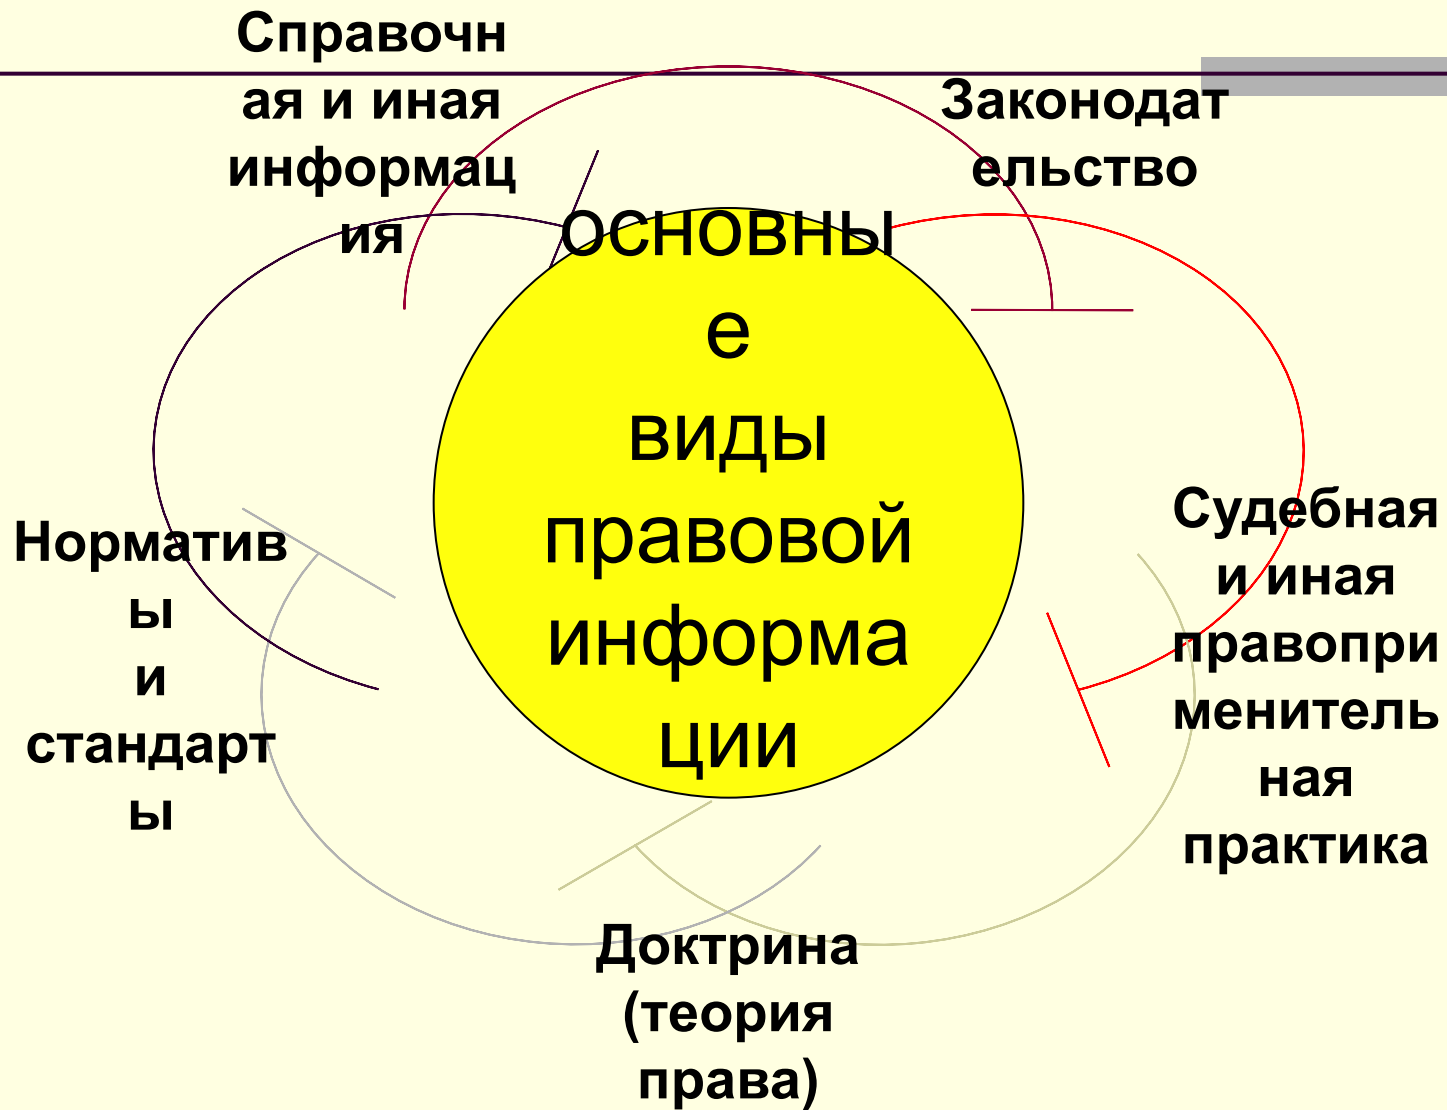 Справочн
ая и иная
информац
ия
Законодат
ельство
основны
е
виды
правовой
информа
ции
Норматив
ы
и
стандарт
ы
Судебная
и иная
правопри
менитель
ная
практика
Доктрина
(теория
права)